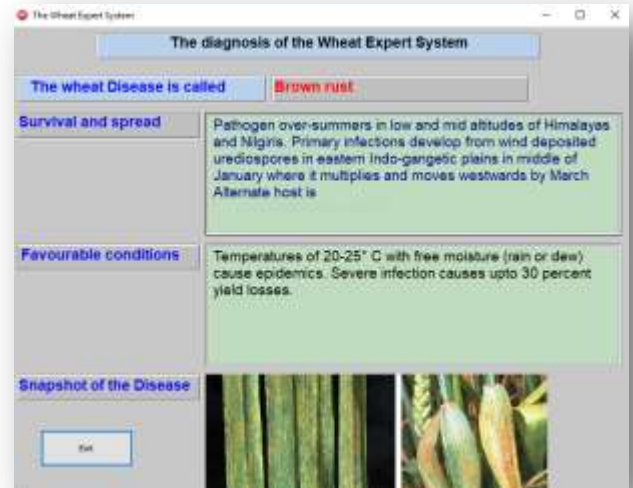 The Wheat Expert System
The diagnosis of the Wheat Expert System
The wheat Disease is called
Brown rust
Survival and spread
Pathogen over-summers in low and mid altitudes of Himalayas
and Nilgiris. Primary infections develop from wind deposited
urediospores in eastern Indo-gangetic plains in middle of
January where it multiplies and moves westwards by March
Alternate host is
Favourable conditions
Temperatures of 20-25° C with free moisture (rain or dew)
cause epidemics. Severe infection causes upto 30 percent
yield losses.
Snapshot of the Disease
Exit